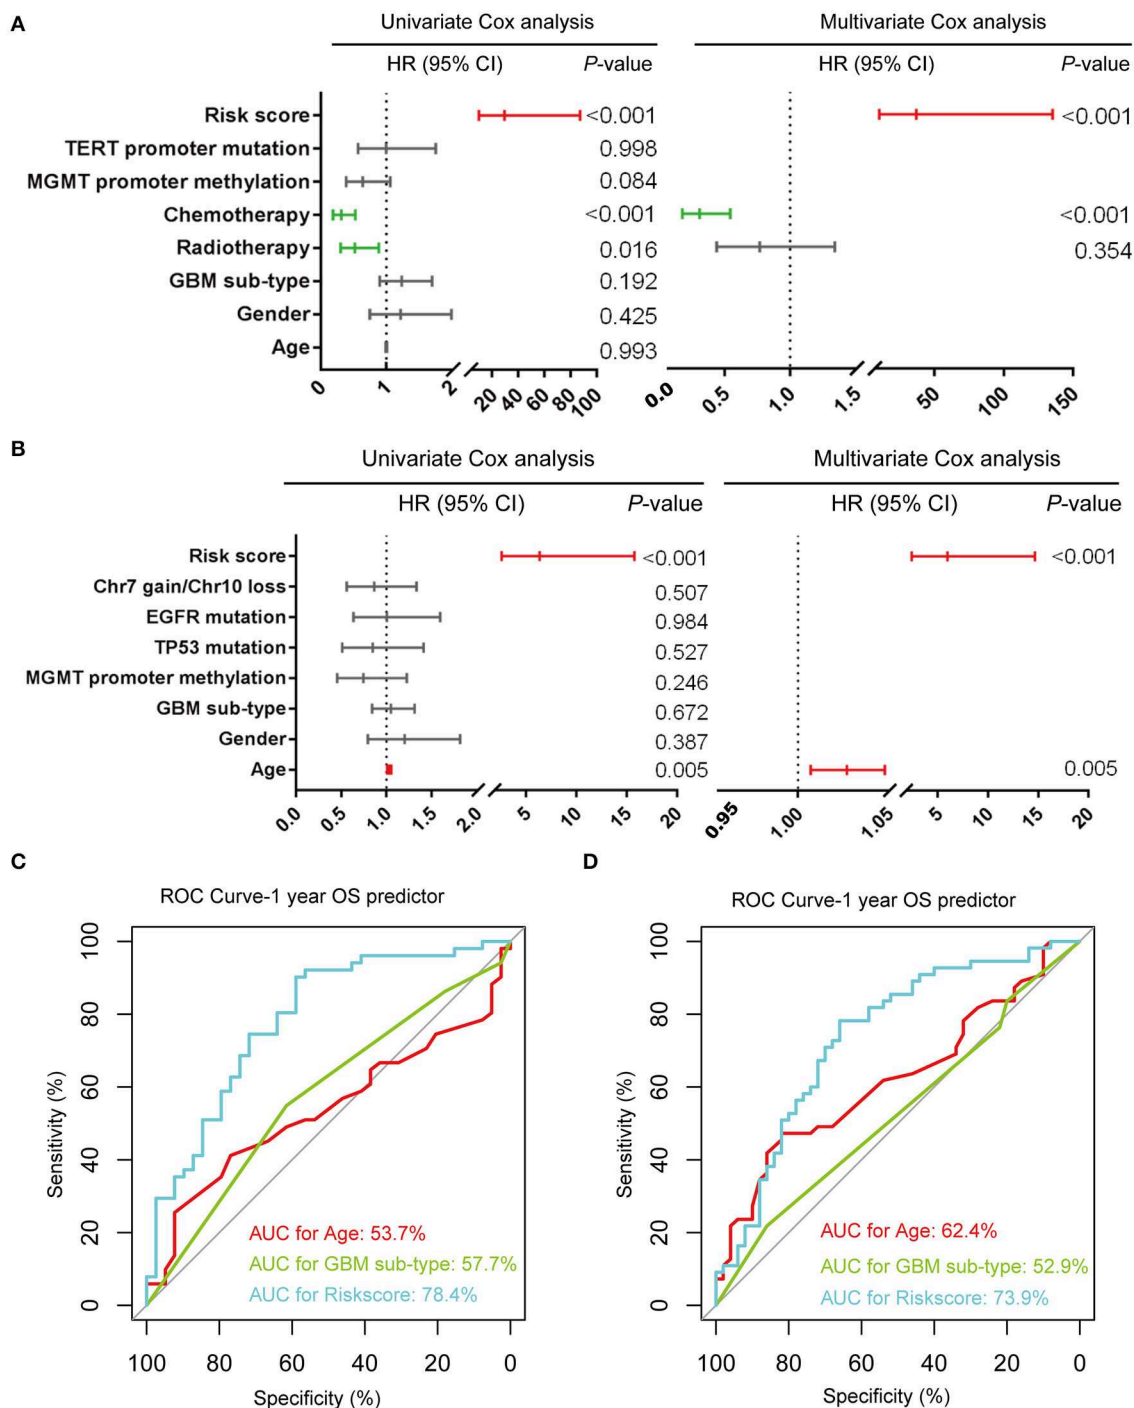 A
Univariate Cox analysis
Multivariate Cox analysis
HR (95% CI) P-value
HR (95% CI) P-value
Risk score <0.001 <0.001
TERT promoter mutation 0.998
MGMT promoter methylation 0.084
Chemotherapy <0.001 <0.001
Radiotherapy 0.016 0.354
GBM sub-type 0.192
Gender 0.425
Age 0.993
0 1 2 20 40 60 80 100
0.0 0.5 1.0 1.5 50 100 150
B
Univariate Cox analysis
Multivariate Cox analysis
HR (95% CI) P-value
HR (95% CI) P-value
Risk score <0.001 <0.001
Chr7 gain/Chr10 loss 0.507
EGFR mutation 0.984
TP53 mutation 0.527
MGMT promoter methylation 0.246
GBM sub-type 0.672
Gender 0.387
Age 0.005 0.005
0.0 0.5 1.0 1.5 2.0 5 10 15 20
0.95 1.00 1.05 5 10 15 20
C
ROC Curve-1 year OS predictor
Sensitivity (%)
100
80
60
40
20
0
AUC for Age: 53.7%
AUC for GBM sub-type: 57.7%
AUC for Riskscore: 78.4%
100 80 60 40 20 0
Specificity (%)
D
ROC Curve-1 year OS predictor
Sensitivity (%)
100
80
60
40
20
0
AUC for Age: 62.4%
AUC for GBM sub-type: 52.9%
AUC for Riskscore: 73.9%
100 80 60 40 20 0
Specificity (%)